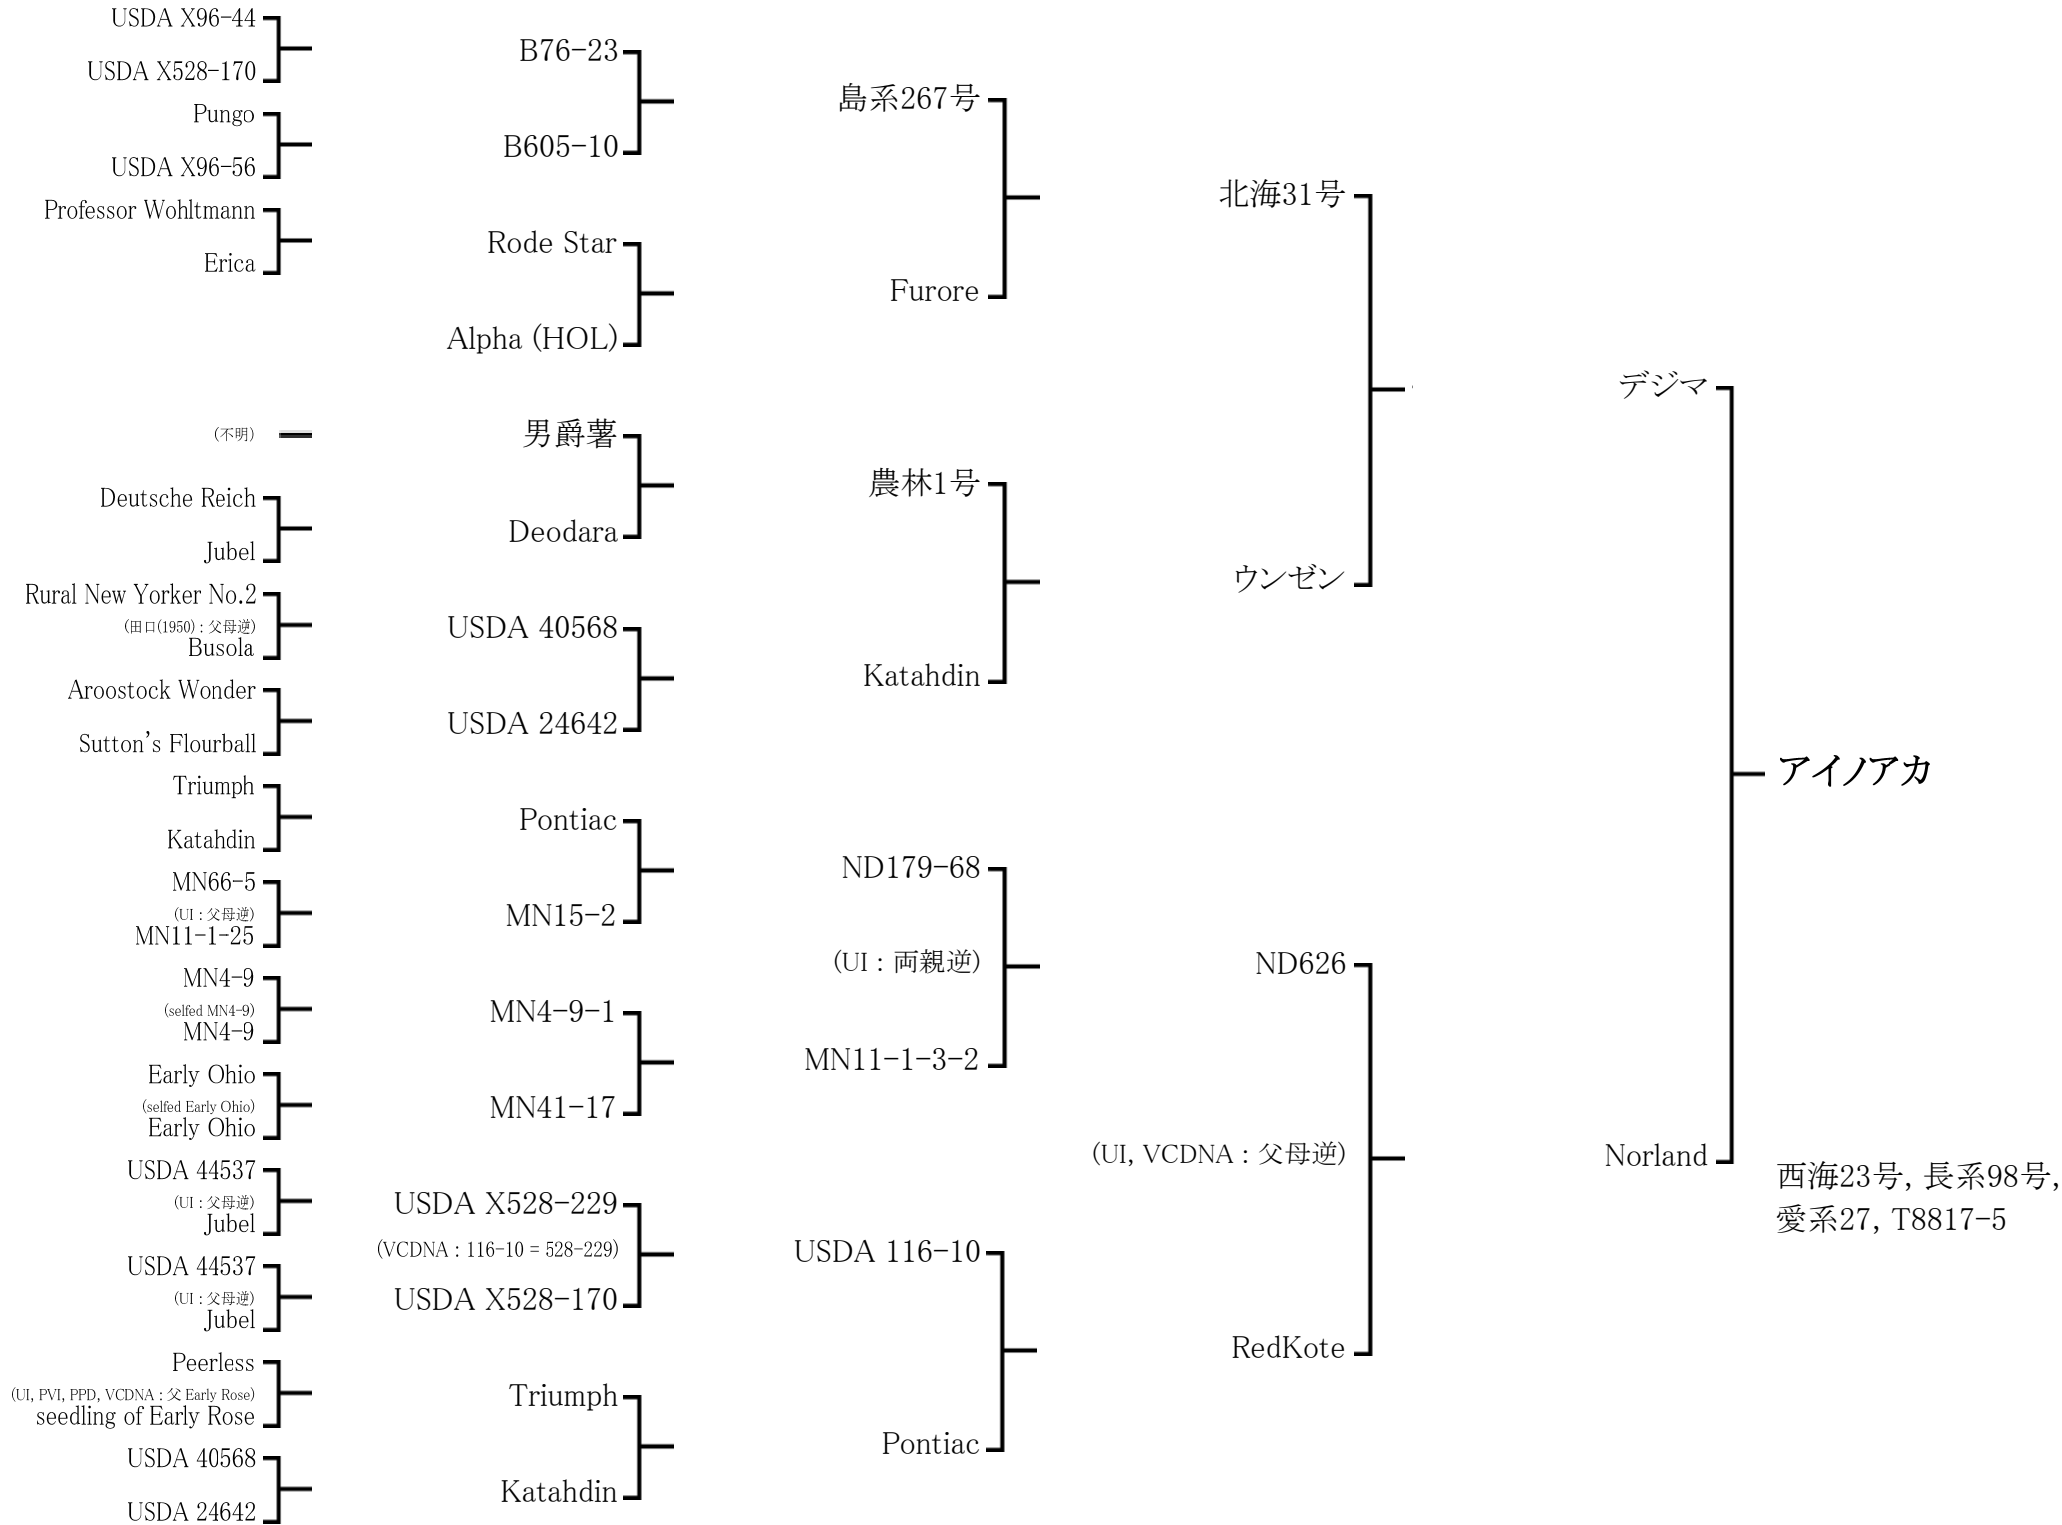 USDA X96-44
USDA X528-170
Pungo
USDA X96-56
Professor Wohltmann
Erica
(不明)
Deutsche Reich
Jubel
Rural New Yorker No.2
(田口(1950) : 父母逆)
Busola
Aroostock Wonder
Sutton's Flourball
Triumph
Katahdin
MN66-5
(UI : 父母逆)
MN11-1-25
MN4-9
(selfed MN4-9)
MN4-9
Early Ohio
(selfed Early Ohio)
Early Ohio
USDA 44537
(UI : 父母逆)
Jubel
USDA 44537
(UI : 父母逆)
Jubel
Peerless
(UI, PVI, PPD, VCDNA : 父 Early Rose)
seedling of Early Rose
USDA 40568
USDA 24642
B76-23
B605-10
Rode Star
Alpha (HOL)
男爵薯
Deodara
USDA 40568
USDA 24642
Pontiac
MN15-2
MN4-9-1
MN41-17
USDA X528-229
(VCDNA : 116-10 = 528-229)
USDA X528-170
Triumph
Katahdin
島系267号
Furore
農林1号
Katahdin
ND179-68
(UI : 両親逆)
MN11-1-3-2
USDA 116-10
Pontiac
北海31号
ウンゼン
ND626
(UI, VCDNA : 父母逆)
RedKote
デジマ
Norland
アイノアカ
西海23号, 長系98号,
愛系27, T8817-5